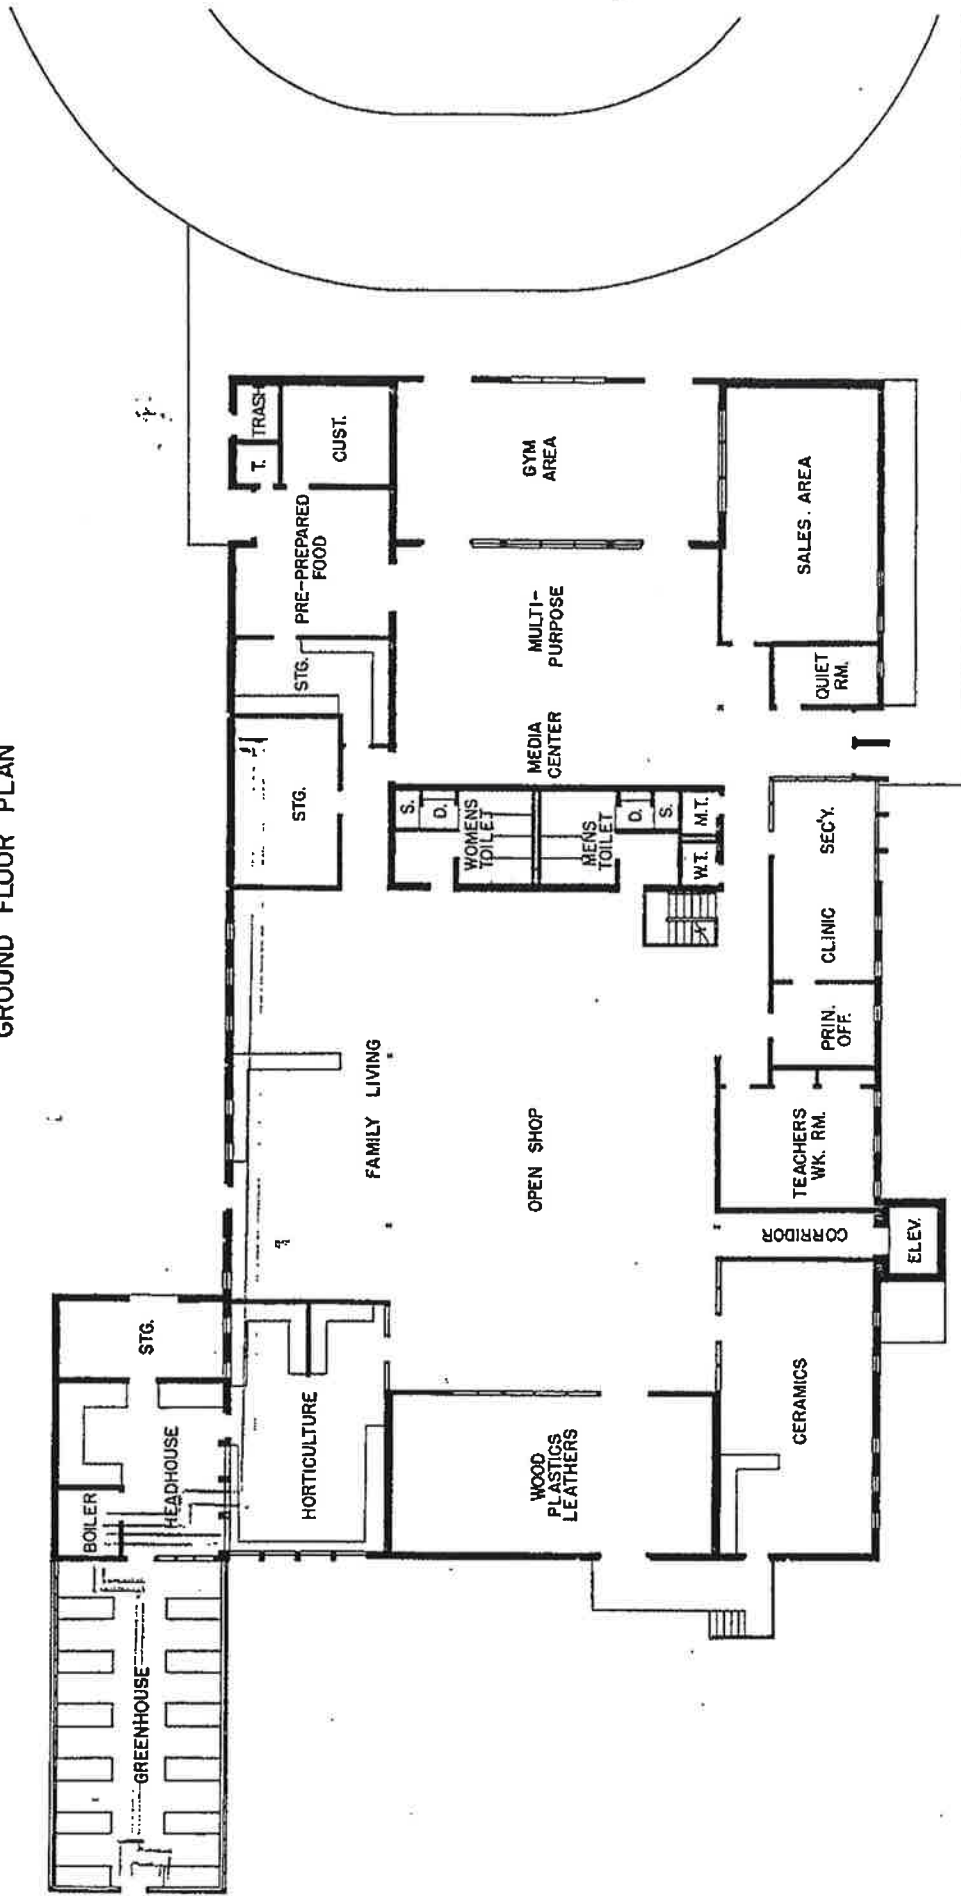 GROUND FLOOR PLAN
GREENHOUSE
BOILER
HEADHOUSE
STG.
HORTICULTURE
FAMILY LIVING
STG.
STG.
PRE-PREPARED
FOOD
T.
TRASH
CUST.
WOOD
PLASTICS
LEATHERS
OPEN SHOP
WOMENS
TOILET
S.
D.
MENS
TOILET
D.
S.
W.T.
M.T.
MEDIA
CENTER
MULTI-
PURPOSE
GYM
AREA
CERAMICS
CORRIDOR
ELEV.
TEACHERS
WK. RM.
PRIN.
OFF.
CLINIC
SEC'Y.
QUIET
RM.
SALES. AREA